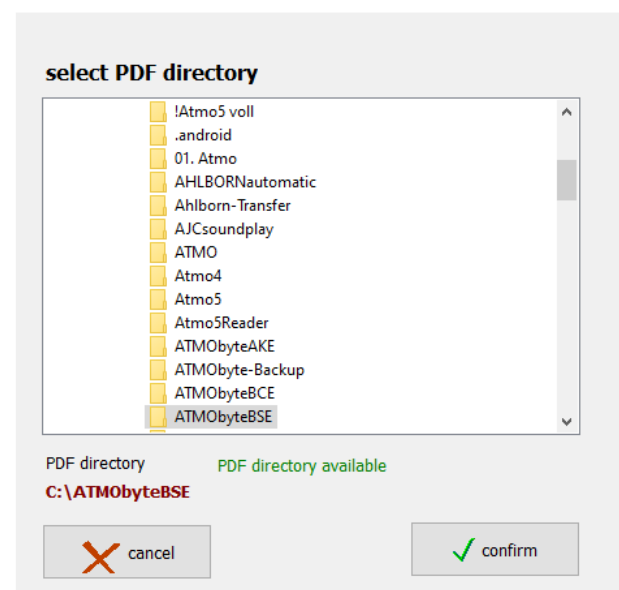 select PDF directory
!Atmo5 voll
.android
01. Atmo
AHLBORNautomatic
Ahlborn-Transfer
AJCsoundplay
ATMO
Atmo4
Atmo5
Atmo5Reader
ATMObyteAKE
ATMObyte-Backup
ATMObyteBCE
ATMObyteBSE
PDF directory PDF directory available
C:\ATMObyteBSE
cancel confirm